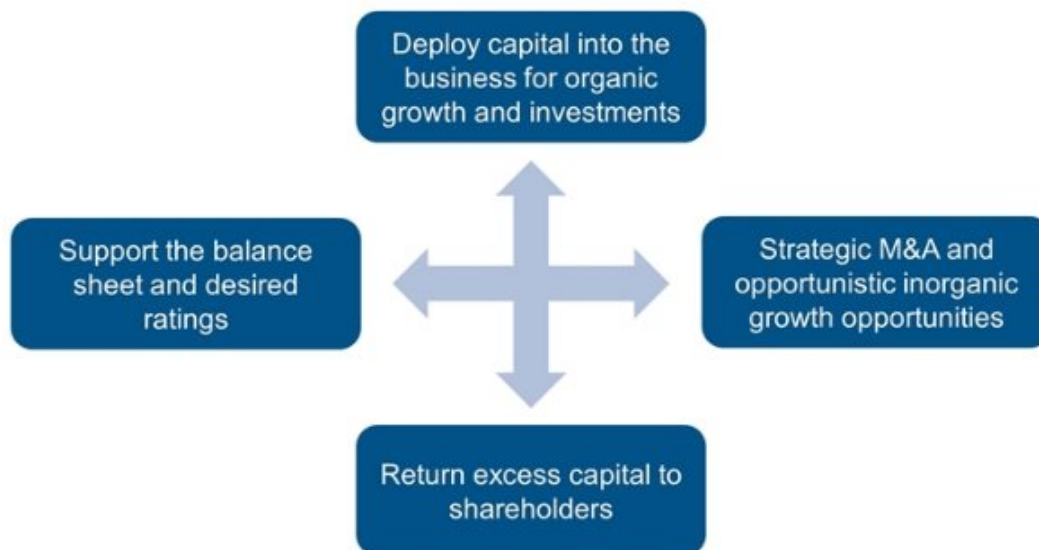 Deploy capital into the
business for organic
growth and investments
Support the balance
sheet and desired
ratings
Strategic M&A and
opportunistic inorganic
growth opportunities
Return excess capital to
shareholders